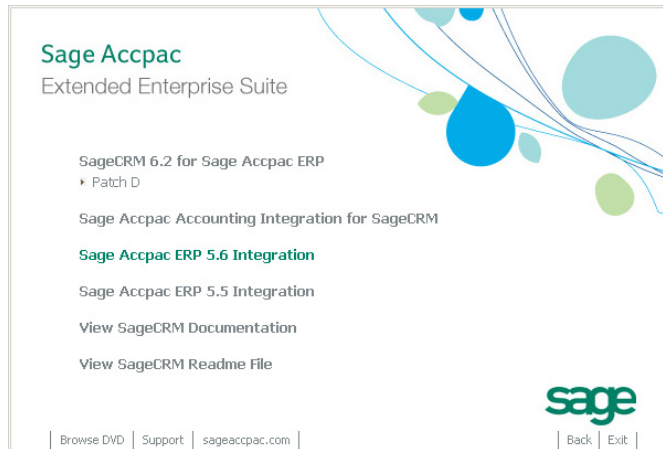 Sage Accpac
Extended Enterprise Suite
SageCRM 6.2 for Sage Accpac ERP
Patch D
Sage Accpac Accounting Integration for SageCRM
Sage Accpac ERP 5.6 Integration
Sage Accpac ERP 5.5 Integration
View SageCRM Documentation
View SageCRM Readme File
sage
Browse DVD | Support | sageaccpac.com | Back | Exit |